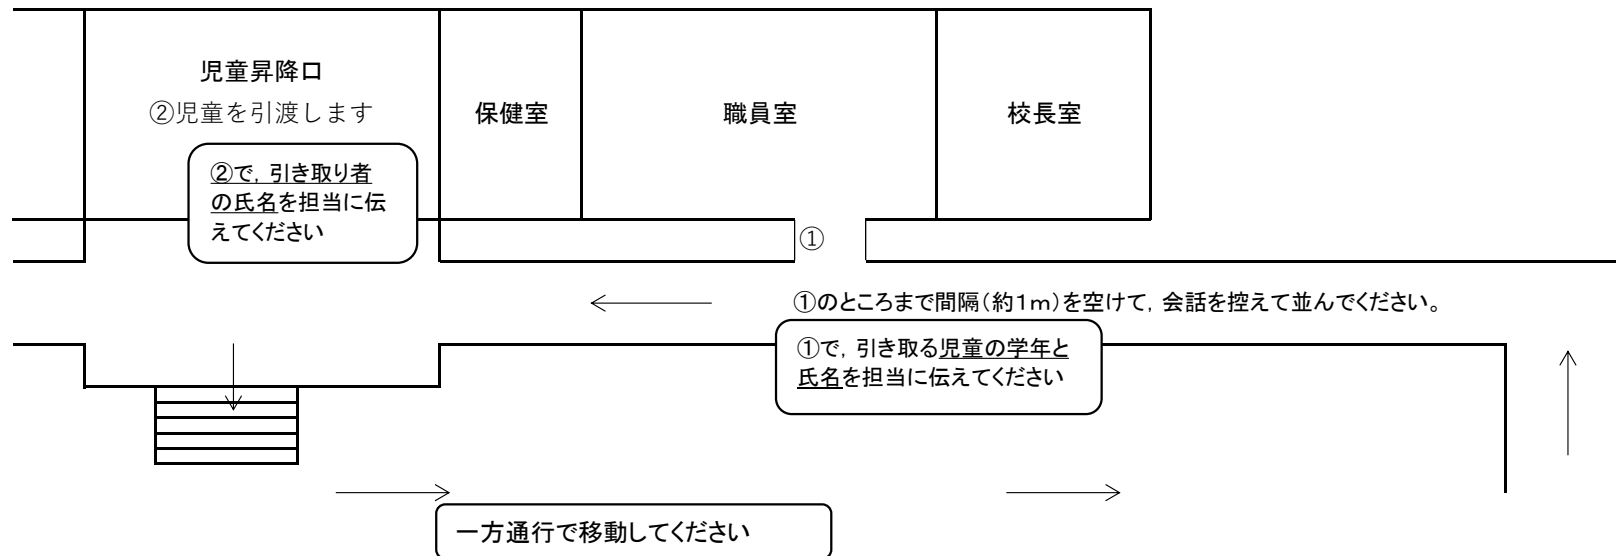 児童昇降口
②児童を引渡します
保健室
職員室
校長室
②で，引き取り者
の氏名を担当に伝
えてください
①
①のところまで間隔（約１ｍ）を空けて，会話を控えて並んでください。
①で，引き取る児童の学年と
氏名を担当に伝えてください
一方通行で移動してください